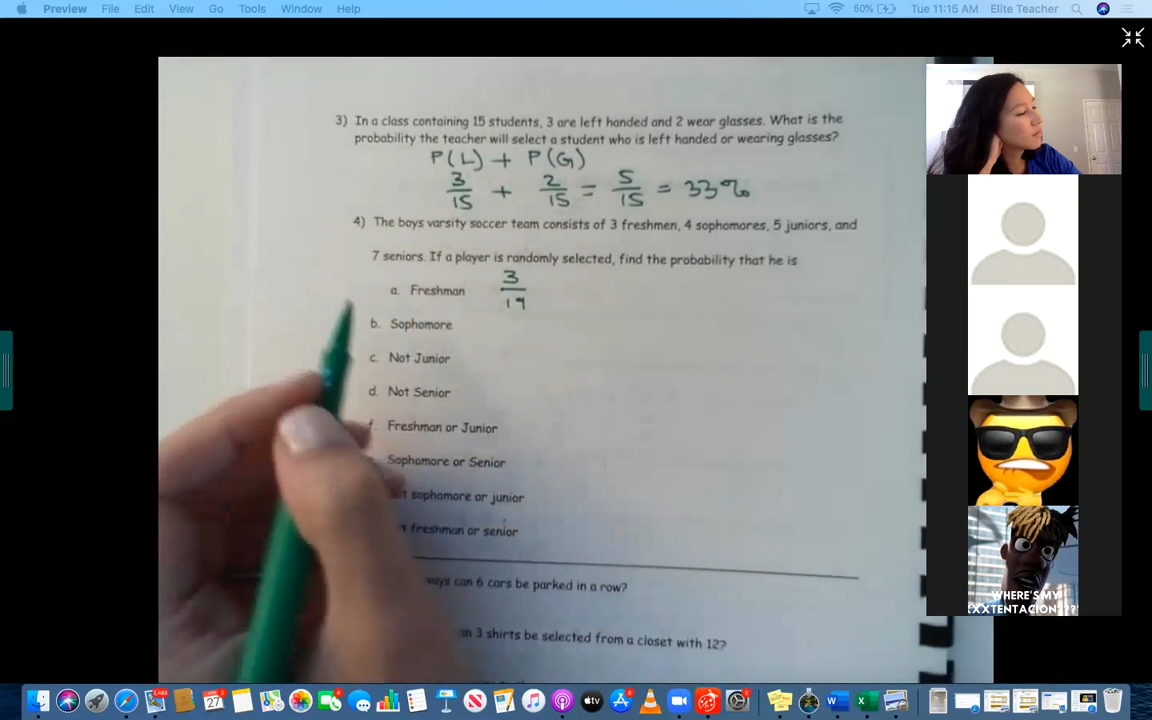 Preview File Edit View Go Tools Window Help 50% Tue 11:15 AM Elite Teacher
3) In a class containing 15 students, 3 are left handed and 2 wear glasses. What is the
probability the teacher will select a student who is left handed or wearing glasses?
P(L) + P(G)
3/15 + 2/15 = 5/15 = 33%
4) The boys varsity soccer team consists of 3 freshmen, 4 sophomores, 5 juniors, and
7 seniors. If a player is randomly selected, find the probability that he is
a. Freshman 3/19
b. Sophomore
c. Not Junior
d. Not Senior
f. Freshman or Junior
Sophomore or Senior
sophomore or junior
freshman or senior
ways can 6 cars be parked in a row?
3 shirts be selected from a closet with 12?
WHERE'S MY
XXXTENTACION???
27
tv